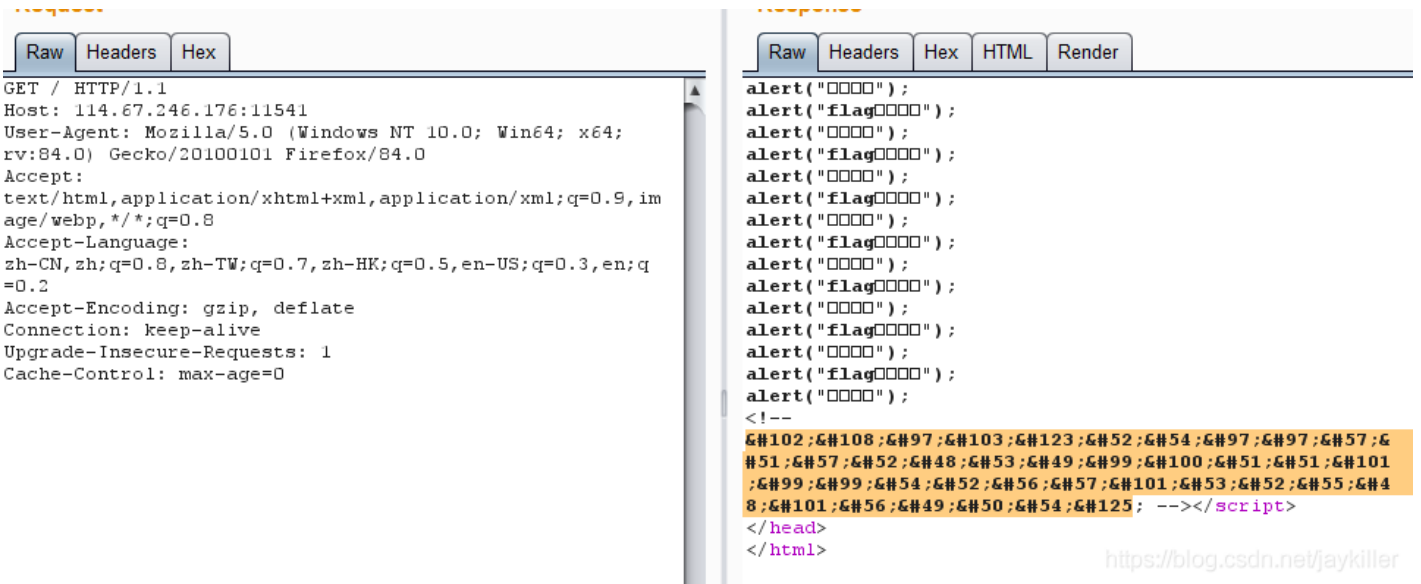 Request
Response
Raw Headers Hex
Raw Headers Hex HTML Render
GET / HTTP/1.1
Host: 114.67.246.176:11541
User-Agent: Mozilla/5.0 (Windows NT 10.0; Win64; x64;
rv:84.0) Gecko/20100101 Firefox/84.0
Accept:
text/html,application/xhtml+xml,application/xml;q=0.9,im
age/webp,*/*;q=0.8
Accept-Language:
zh-CN,zh;q=0.8,zh-TW;q=0.7,zh-HK;q=0.5,en-US;q=0.3,en;q
=0.2
Accept-Encoding: gzip, deflate
Connection: keep-alive
Upgrade-Insecure-Requests: 1
Cache-Control: max-age=0
alert("□□□□");
alert("flag□□□□");
alert("□□□□");
alert("flag□□□□");
alert("□□□□");
alert("flag□□□□");
alert("□□□□");
alert("flag□□□□");
alert("□□□□");
alert("flag□□□□");
alert("□□□□");
alert("flag□□□□");
alert("□□□□");
alert("flag□□□□");
alert("□□□□");
<!--
&#102;&#108;&#97;&#103;&#123;&#52;&#54;&#97;&#97;&#57;&
#51;&#57;&#52;&#48;&#53;&#49;&#99;&#100;&#51;&#51;&#101
;&#99;&#99;&#54;&#52;&#56;&#57;&#101;&#53;&#52;&#55;&#4
8;&#101;&#56;&#49;&#50;&#54;&#125; --></script>
</head>
</html>
https://blog.csdn.net/jaykiller